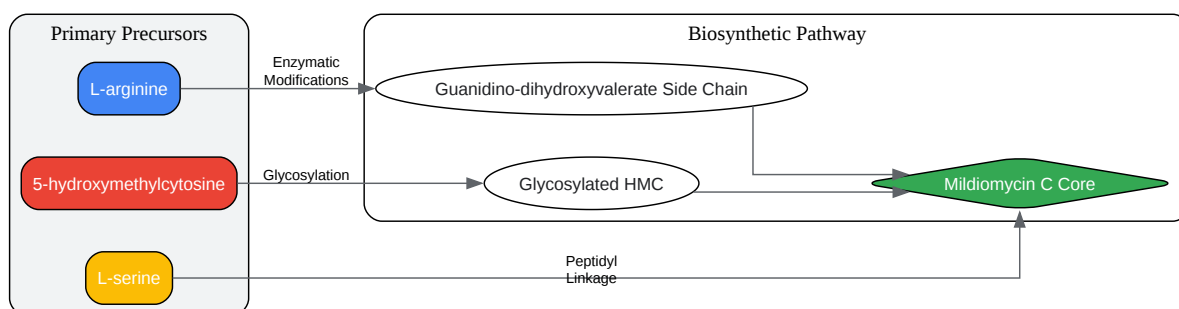 Primary Precursors
Biosynthetic Pathway
L-arginine
Enzymatic
Modifications
Guanidino-dihydroxyvalerate Side Chain
5-hydroxymethylcytosine
Glycosylation
Glycosylated HMC
Mildiomycin C Core
L-serine
Peptidyl
Linkage